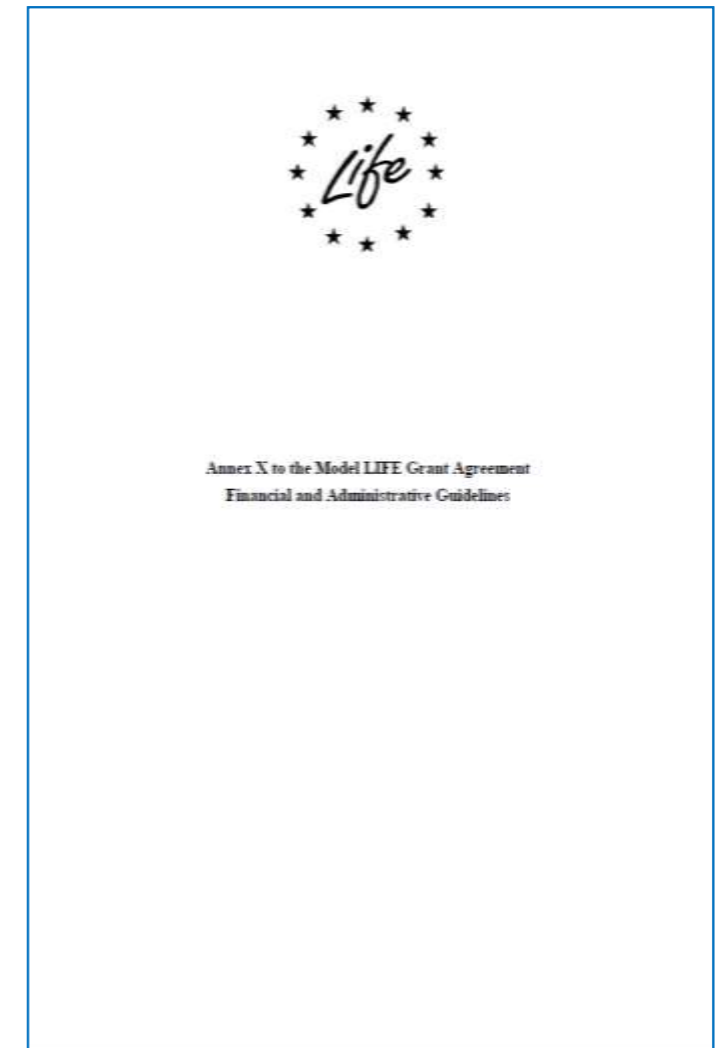 Life
Annex X to the Model LIFE Grant Agreement
Financial and Administrative Guidelines